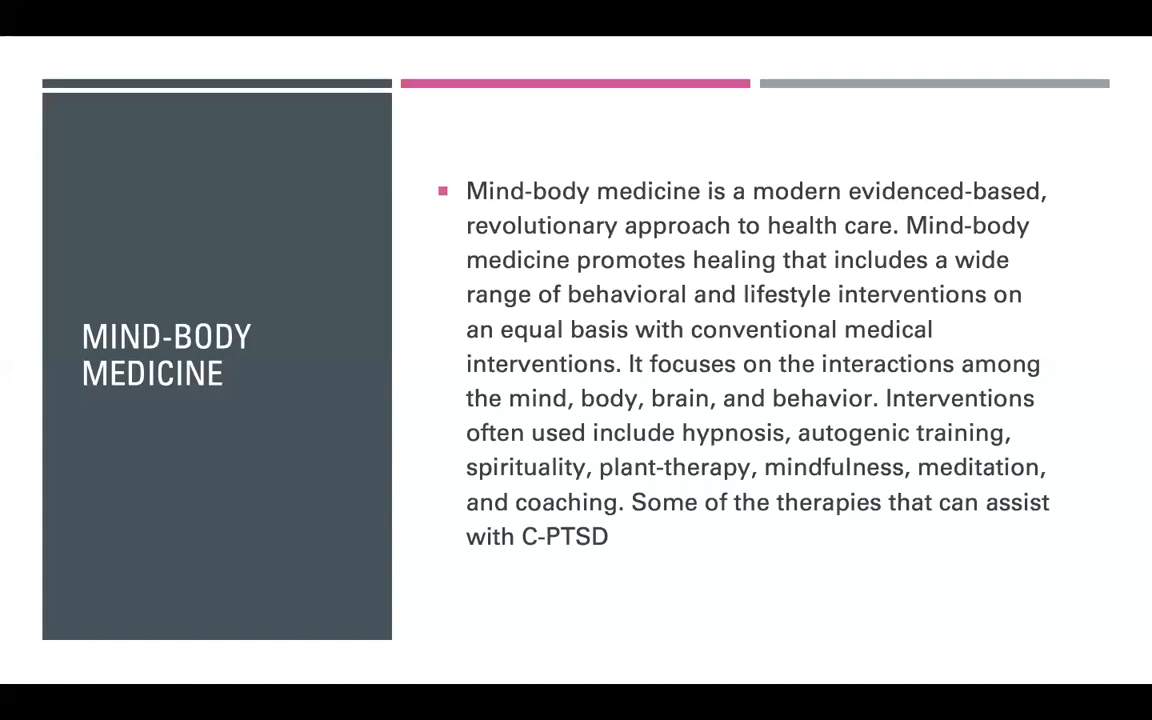 MIND-BODY
MEDICINE
Mind-body medicine is a modern evidenced-based,
revolutionary approach to health care. Mind-body
medicine promotes healing that includes a wide
range of behavioral and lifestyle interventions on
an equal basis with conventional medical
interventions. It focuses on the interactions among
the mind, body, brain, and behavior. Interventions
often used include hypnosis, autogenic training,
spirituality, plant-therapy, mindfulness, meditation,
and coaching. Some of the therapies that can assist
with C-PTSD